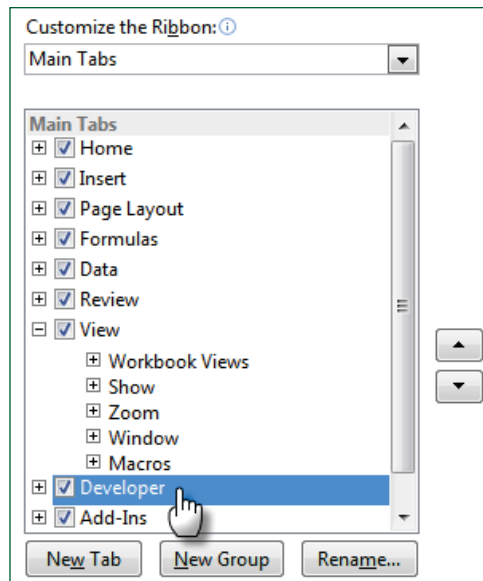 Customize the Ribbon:
Main Tabs
Main Tabs
Home
Insert
Page Layout
Formulas
Data
Review
View
Workbook Views
Show
Zoom
Window
Macros
Developer
Add-Ins
New Tab New Group Rename...